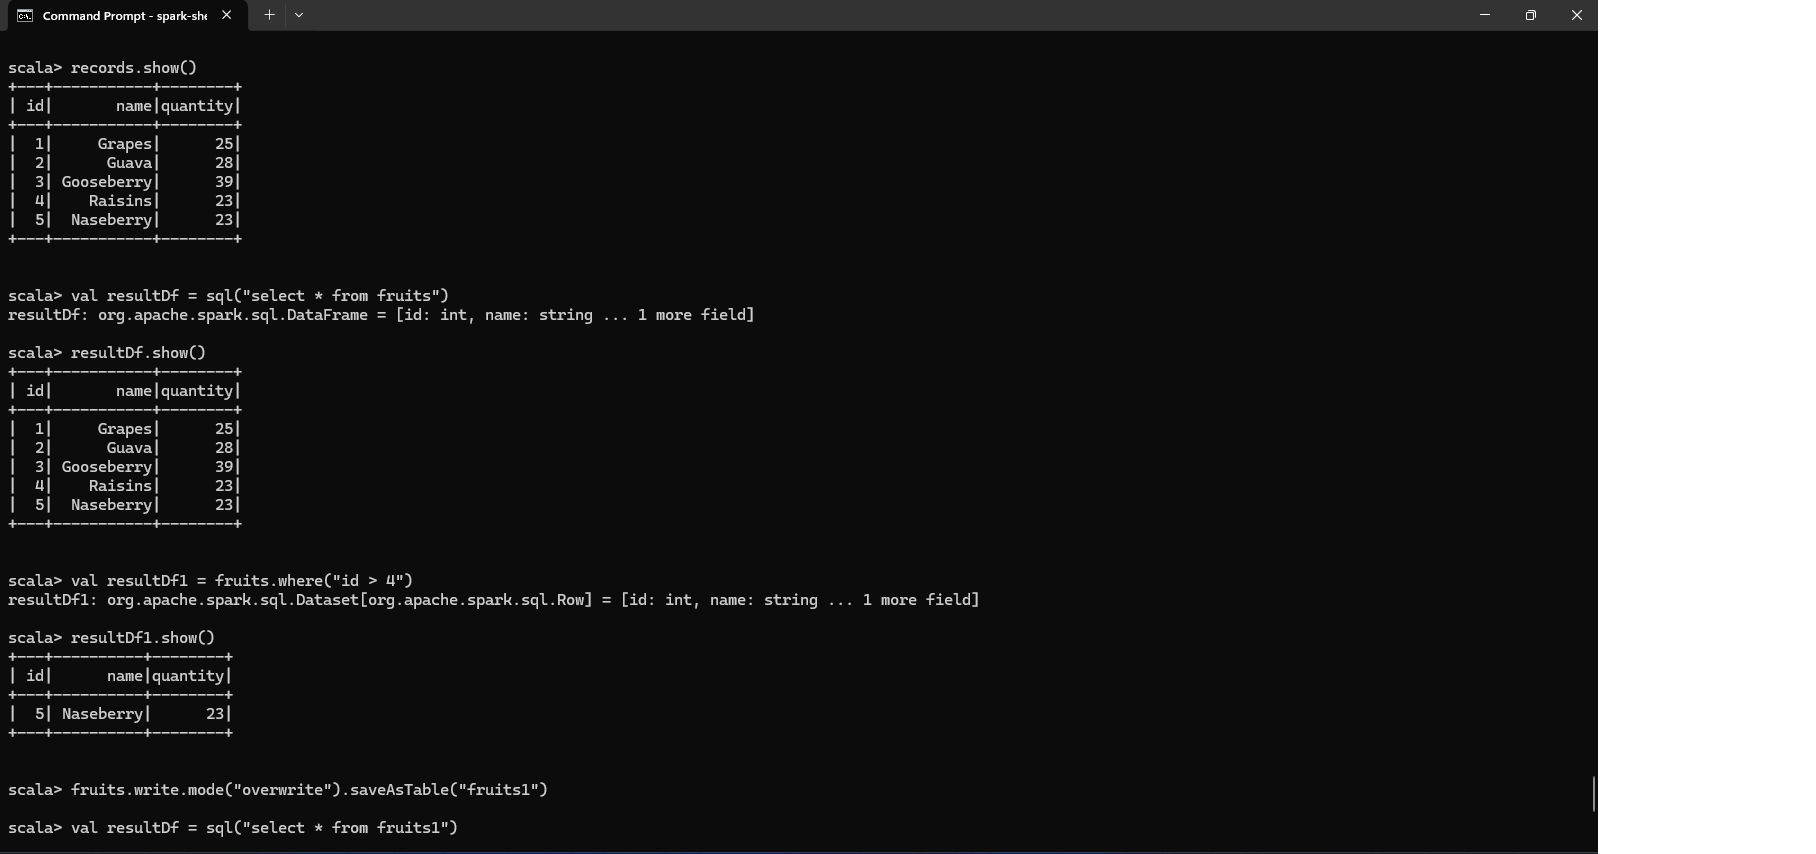 Command Prompt - spark-she
scala> records.show()
+---+----------+--------+
| id|      name|quantity|
+---+----------+--------+
|  1|    Grapes|      25|
|  2|     Guava|      28|
|  3|Gooseberry|      39|
|  4|   Raisins|      23|
|  5| Naseberry|      23|
+---+----------+--------+
scala> val resultDf = sql("select * from fruits")
resultDf: org.apache.spark.sql.DataFrame = [id: int, name: string ... 1 more field]
scala> resultDf.show()
+---+----------+--------+
| id|      name|quantity|
+---+----------+--------+
|  1|    Grapes|      25|
|  2|     Guava|      28|
|  3|Gooseberry|      39|
|  4|   Raisins|      23|
|  5| Naseberry|      23|
+---+----------+--------+
scala> val resultDf1 = fruits.where("id > 4")
resultDf1: org.apache.spark.sql.Dataset[org.apache.spark.sql.Row] = [id: int, name: string ... 1 more field]
scala> resultDf1.show()
+---+---------+--------+
| id|     name|quantity|
+---+---------+--------+
|  5|Naseberry|      23|
+---+---------+--------+
scala> fruits.write.mode("overwrite").saveAsTable("fruits1")
scala> val resultDf = sql("select * from fruits1")